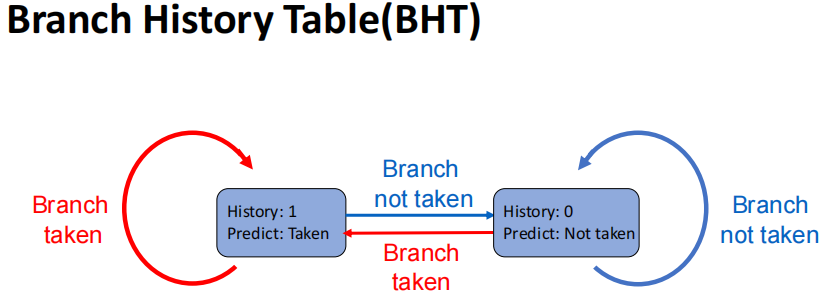 Branch History Table(BHT)
Branch
taken
History: 1
Predict: Taken
Branch
not taken
Branch
taken
History: 0
Predict: Not taken
Branch
not taken